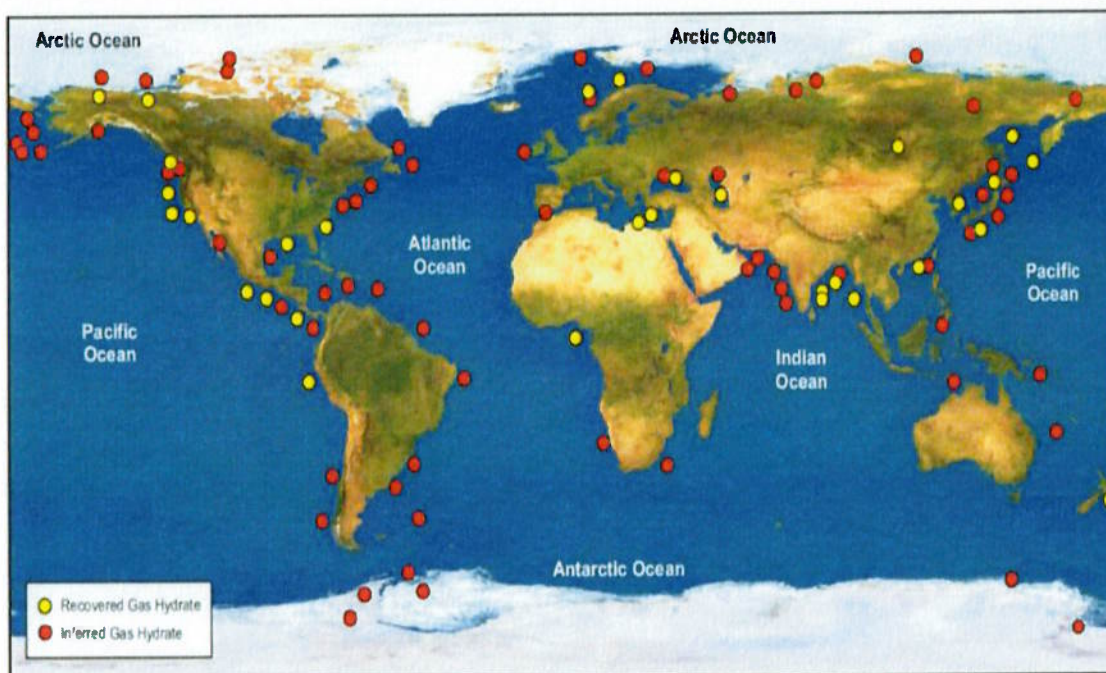 Arctic Ocean
Arctic Ocean
Atlantic
Ocean
Pacific
Ocean
Pacific
Ocean
Indian
Ocean
Antarctic Ocean
Recovered Gas Hydrate
Inferred Gas Hydrate